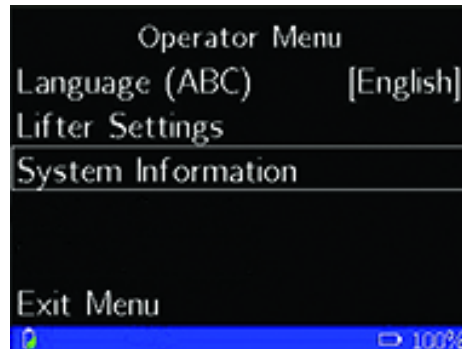 Operator Menu
Language (ABC) [English]
Lifter Settings
System Information
Exit Menu
100%